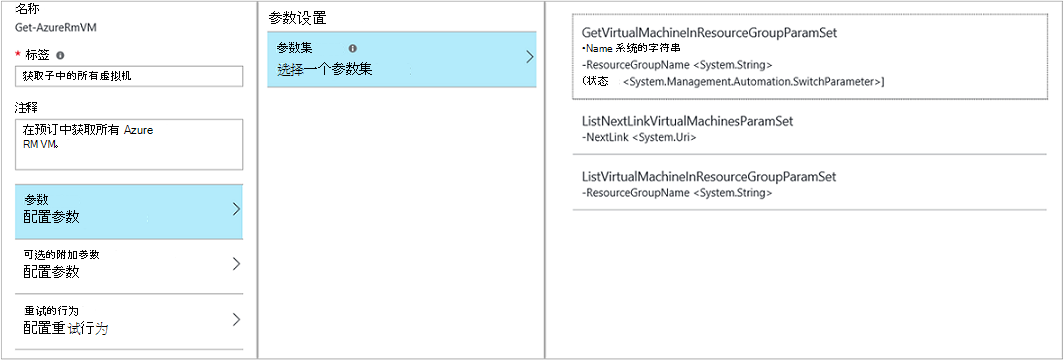 名称
Get-AzureRmVM
* 标签
获取子中的所有虚拟机
注释
在预订中获取所有 Azure
RM VM。
参数
配置参数
可选的附加参数
配置参数
重试的行为
配置重试行为
参数设置
参数集
选择一个参数集
GetVirtualMachineInResourceGroupParamSet
•Name 系统的字符串
-ResourceGroupName <System.String>
(状态 <System.Management.Automation.SwitchParameter>]
ListNextLinkVirtualMachinesParamSet
-NextLink <System.Uri>
ListVirtualMachineInResourceGroupParamSet
-ResourceGroupName <System.String>